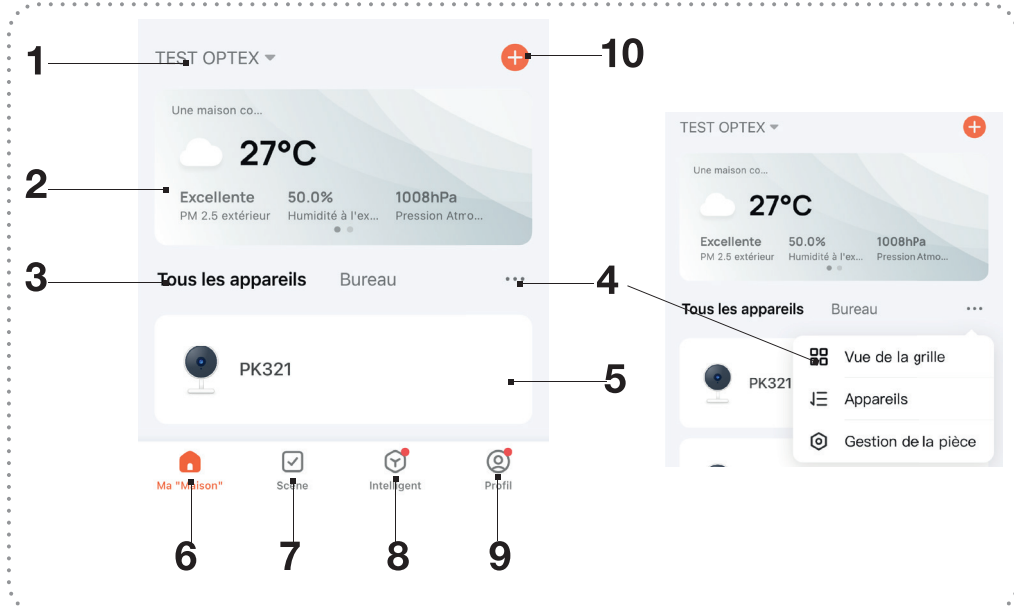 1
TEST OPTEX
10
Une maison co...
27°C
2
Excellente 50.0% 1008hPa
PM 2.5 extérieur Humidité à l'ex... Pression Atmo...
3
Tous les appareils Bureau
4
PK321
5
Ma "Maison" Scène Intelligent Profil
6 7 8 9
TEST OPTEX
Une maison co...
27°C
Excellente 50.0% 1008hPa
PM 2.5 extérieur Humidité à l'ex... Pression Atmo...
Tous les appareils Bureau
PK321
Vue de la grille
Appareils
Gestion de la pièce